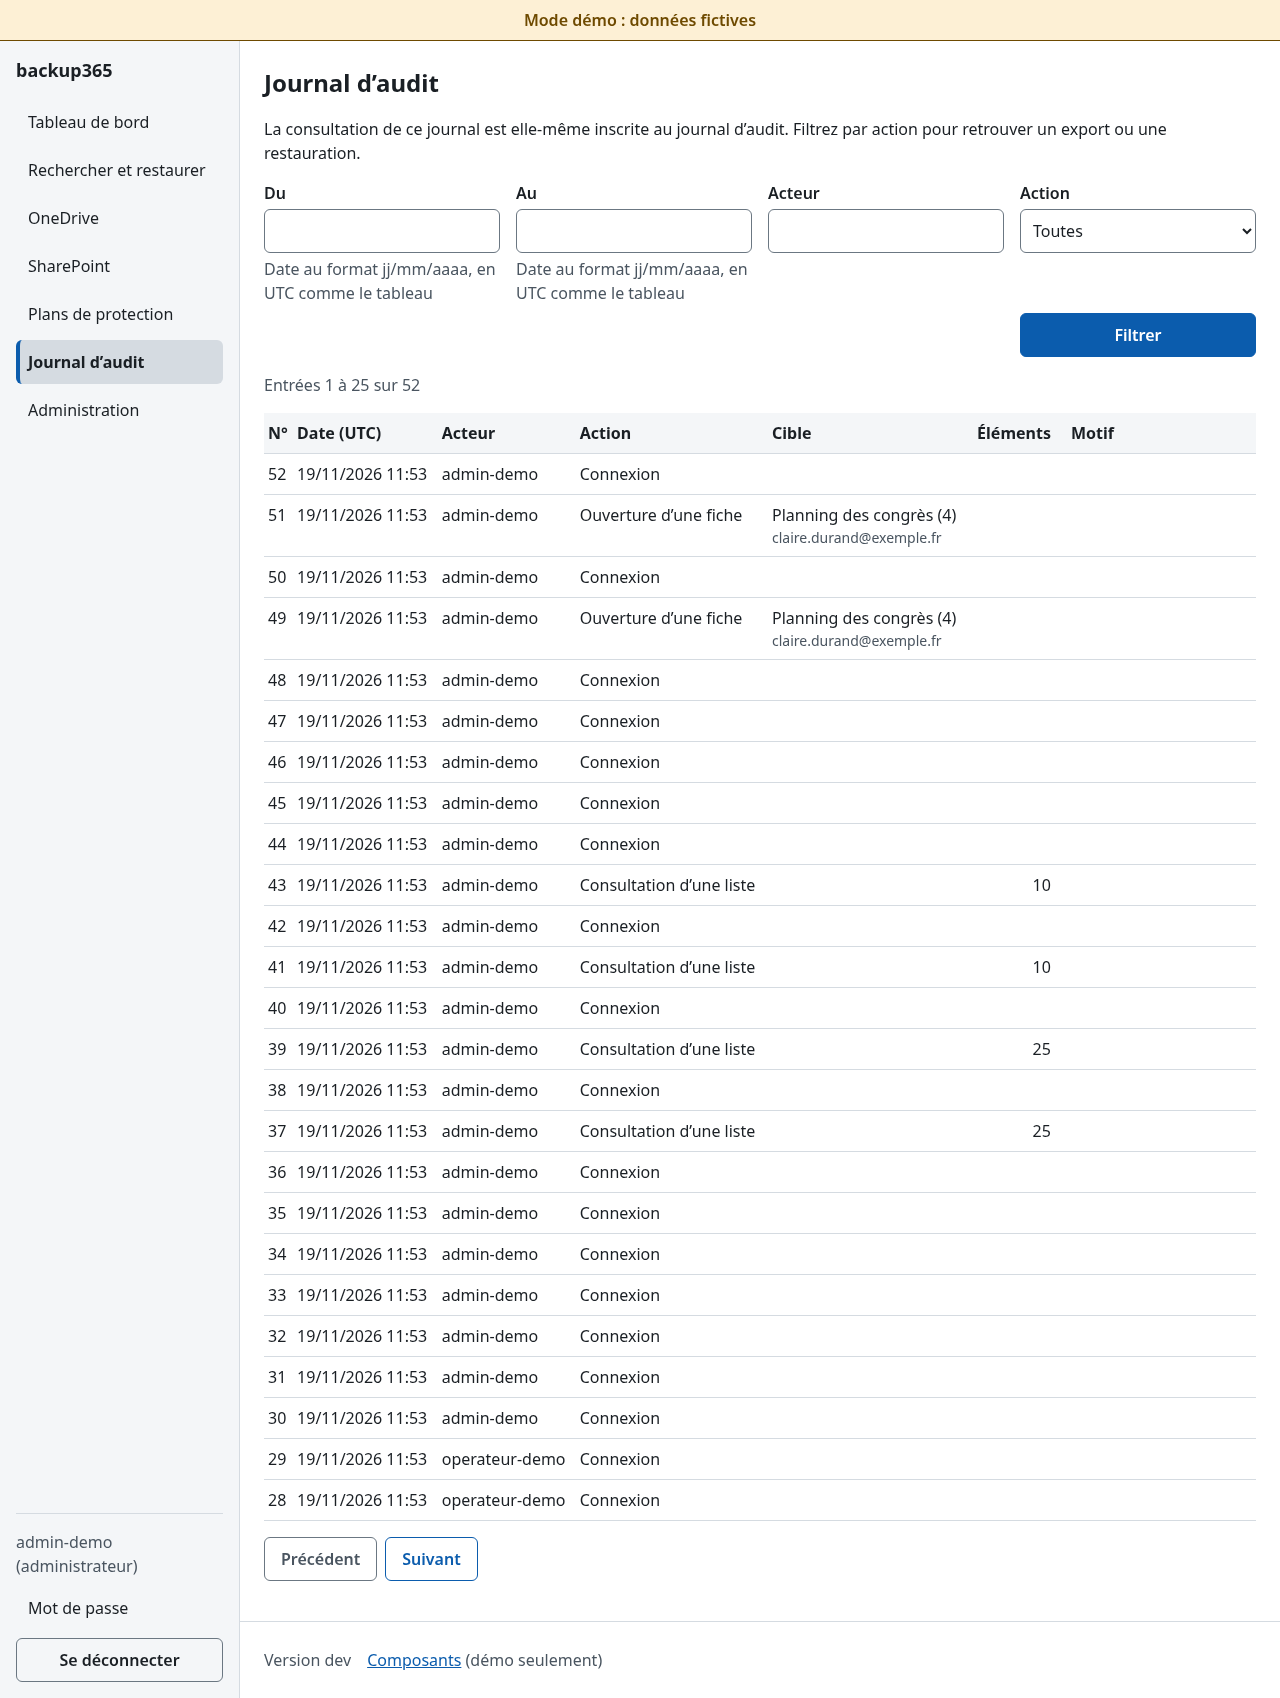 Mode démo : données fictives
backup365
Tableau de bord
Rechercher et restaurer
OneDrive
SharePoint
Plans de protection
Journal d’audit
Administration
admin-demo
(administrateur)
Mot de passe
Se déconnecter
Journal d’audit
La consultation de ce journal est elle-même inscrite au journal d’audit. Filtrez par action pour retrouver un export ou une
restauration.
Du Au Acteur Action
Toutes
Date au format jj/mm/aaaa, en Date au format jj/mm/aaaa, en
UTC comme le tableau UTC comme le tableau
Filtrer
Entrées 1 à 25 sur 52
N° Date (UTC) Acteur Action Cible Éléments Motif
52 19/11/2026 11:53 admin-demo Connexion
51 19/11/2026 11:53 admin-demo Ouverture d’une fiche Planning des congrès (4)
claire.durand@exemple.fr
50 19/11/2026 11:53 admin-demo Connexion
49 19/11/2026 11:53 admin-demo Ouverture d’une fiche Planning des congrès (4)
claire.durand@exemple.fr
48 19/11/2026 11:53 admin-demo Connexion
47 19/11/2026 11:53 admin-demo Connexion
46 19/11/2026 11:53 admin-demo Connexion
45 19/11/2026 11:53 admin-demo Connexion
44 19/11/2026 11:53 admin-demo Connexion
43 19/11/2026 11:53 admin-demo Consultation d’une liste 10
42 19/11/2026 11:53 admin-demo Connexion
41 19/11/2026 11:53 admin-demo Consultation d’une liste 10
40 19/11/2026 11:53 admin-demo Connexion
39 19/11/2026 11:53 admin-demo Consultation d’une liste 25
38 19/11/2026 11:53 admin-demo Connexion
37 19/11/2026 11:53 admin-demo Consultation d’une liste 25
36 19/11/2026 11:53 admin-demo Connexion
35 19/11/2026 11:53 admin-demo Connexion
34 19/11/2026 11:53 admin-demo Connexion
33 19/11/2026 11:53 admin-demo Connexion
32 19/11/2026 11:53 admin-demo Connexion
31 19/11/2026 11:53 admin-demo Connexion
30 19/11/2026 11:53 admin-demo Connexion
29 19/11/2026 11:53 operateur-demo Connexion
28 19/11/2026 11:53 operateur-demo Connexion
Précédent Suivant
Version dev Composants (démo seulement)